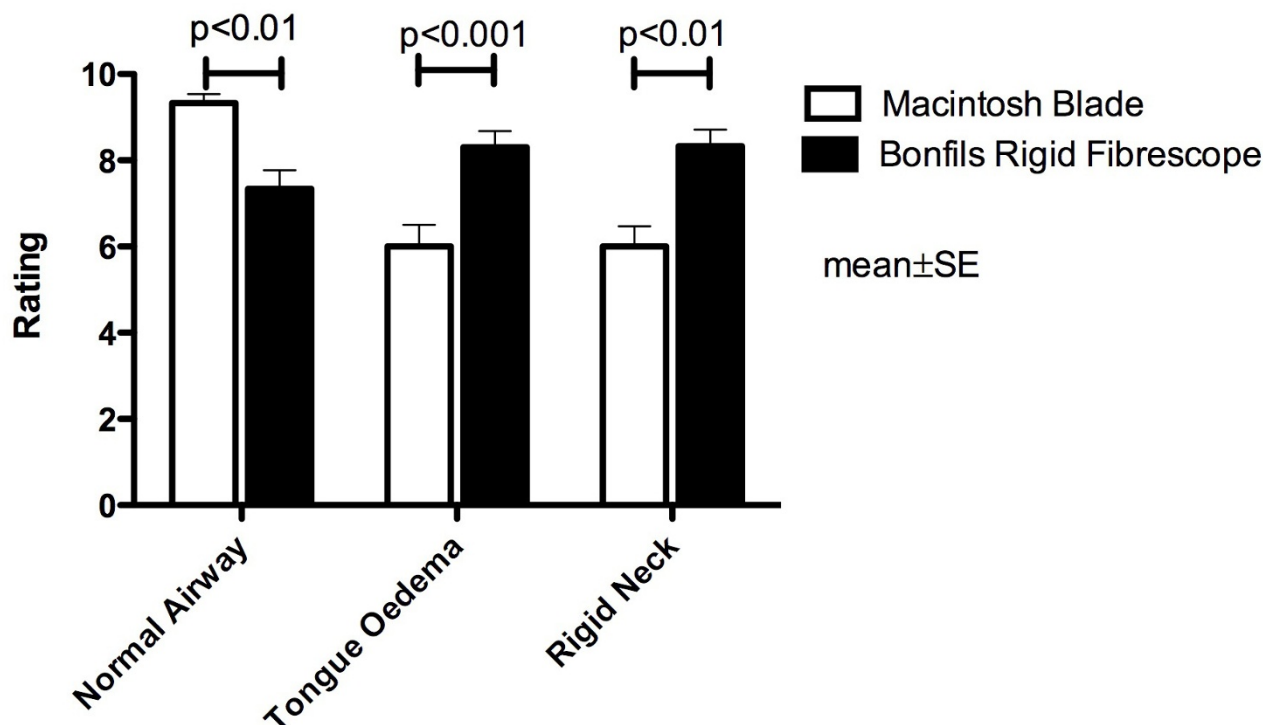 p<0.01
p<0.001
p<0.01
10
8
6
4
2
0
Rating
Normal Airway
Tongue Oedema
Rigid Neck
Macintosh Blade
Bonfils Rigid Fibrescope
mean±SE